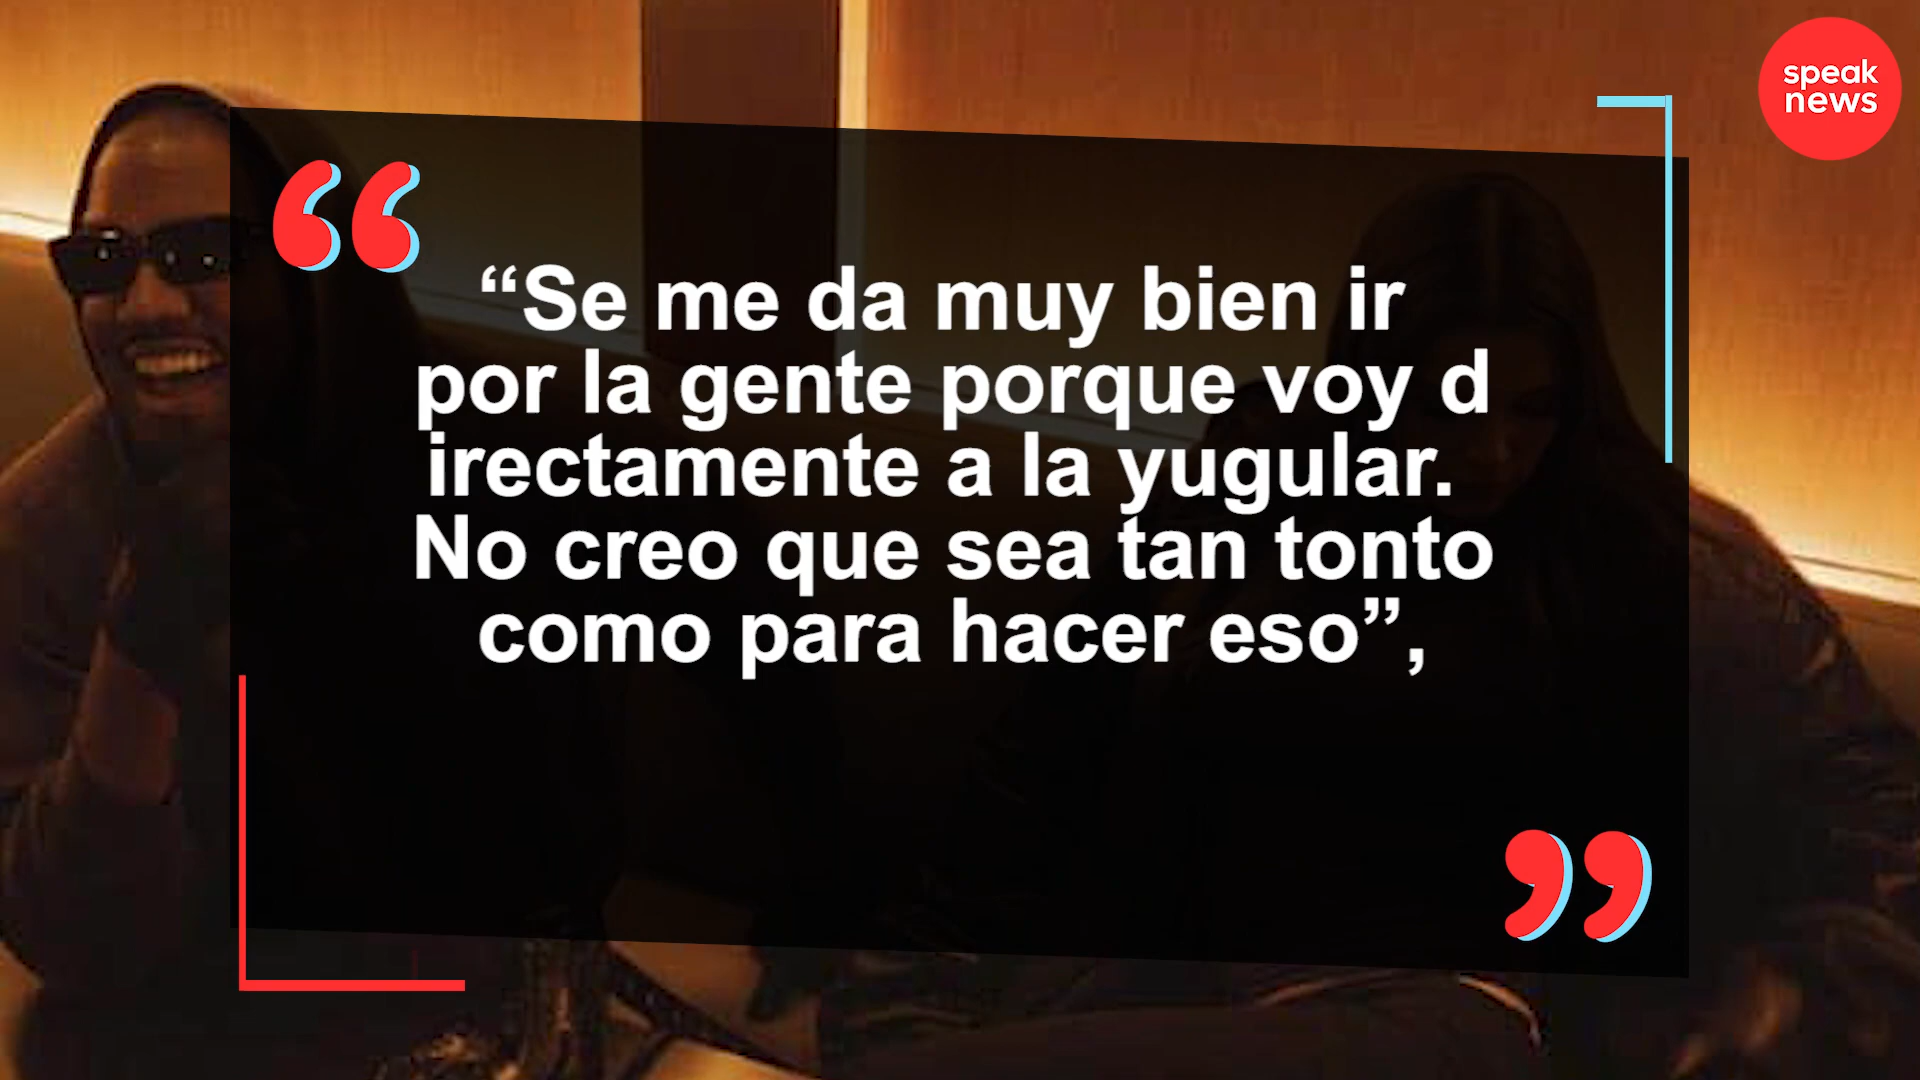 speak
news
“Se me da muy bien ir
por la gente porque voy d
irectamente a la yugular.
No creo que sea tan tonto
como para hacer eso”,